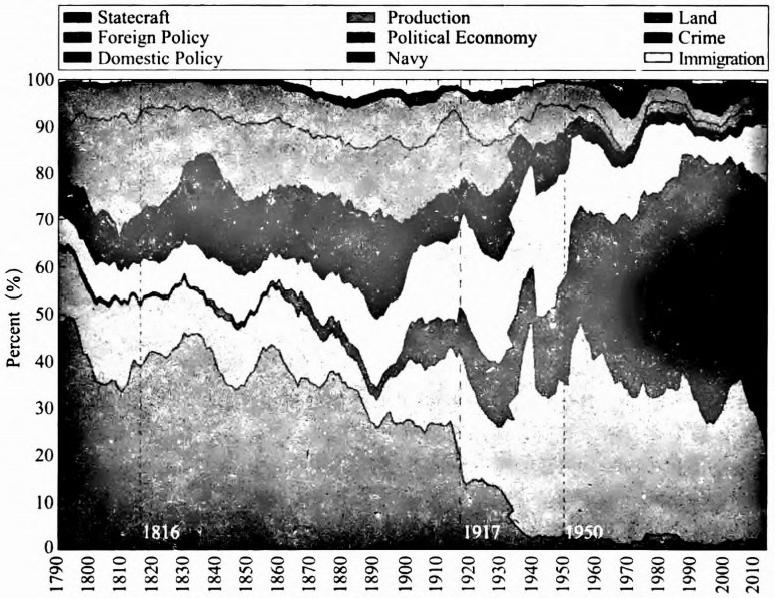 Statecraft Production Land
Foreign Policy Political Econnomy Crime
Domestic Policy Navy Immigration
100
90
80
70
60
50
40
30
20
10
0
Percent (%)
1816 1917 1950
1790 1800 1810 1820 1830 1840 1850 1860 1870 1880 1890 1900 1910 1920 1930 1940 1950 1960 1970 1980 1990 2000 2010